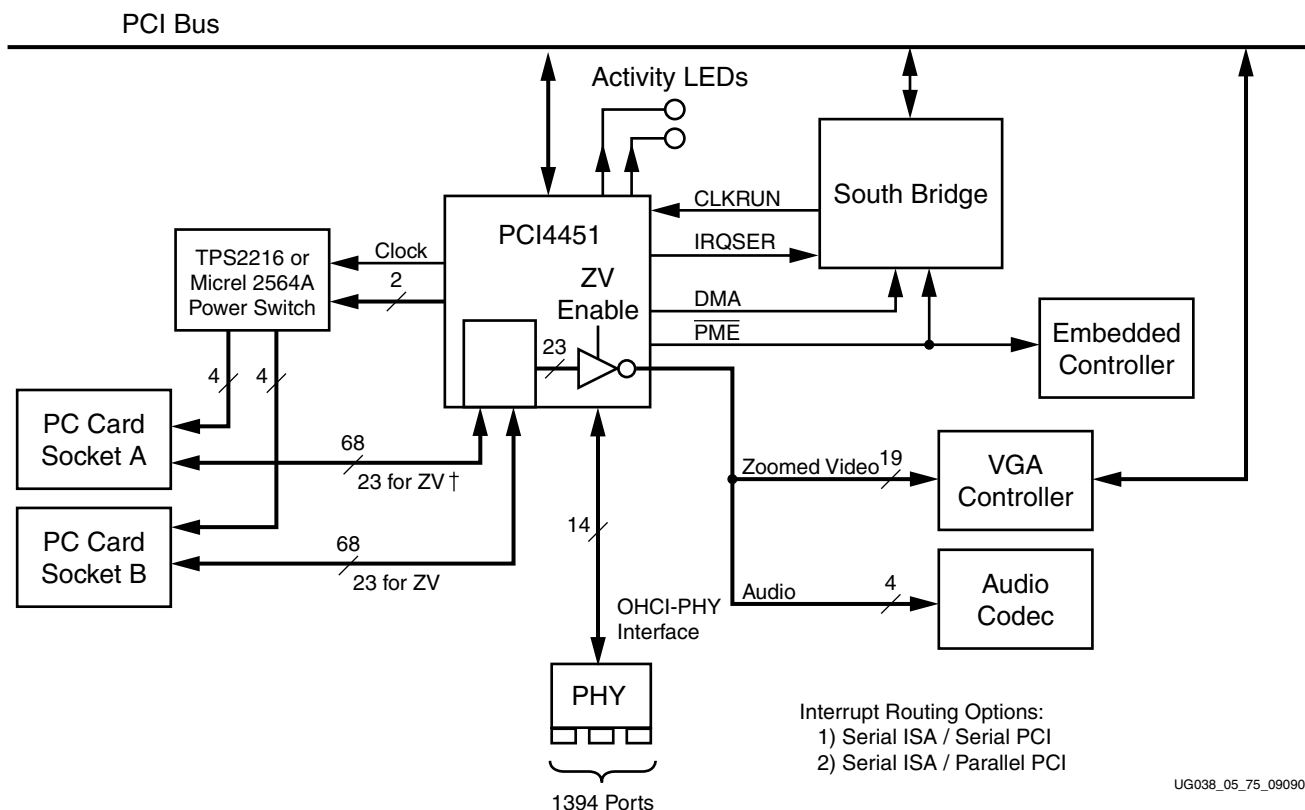 PCI Bus
Activity LEDs
CLKRUN
South Bridge
PCI4451
IRQSER
TPS2216 or
Micrel 2564A
Power Switch
Clock
2
ZV
Enable
DMA
PME
Embedded
Controller
23
4
4
PC Card
Socket A
68
23 for ZV †
Zoomed Video
19
VGA
Controller
PC Card
Socket B
68
23 for ZV
14
Audio
4
Audio
Codec
OHCI-PHY
Interface
PHY
Interrupt Routing Options:
1) Serial ISA / Serial PCI
2) Serial ISA / Parallel PCI
1394 Ports
UG038_05_75_09090